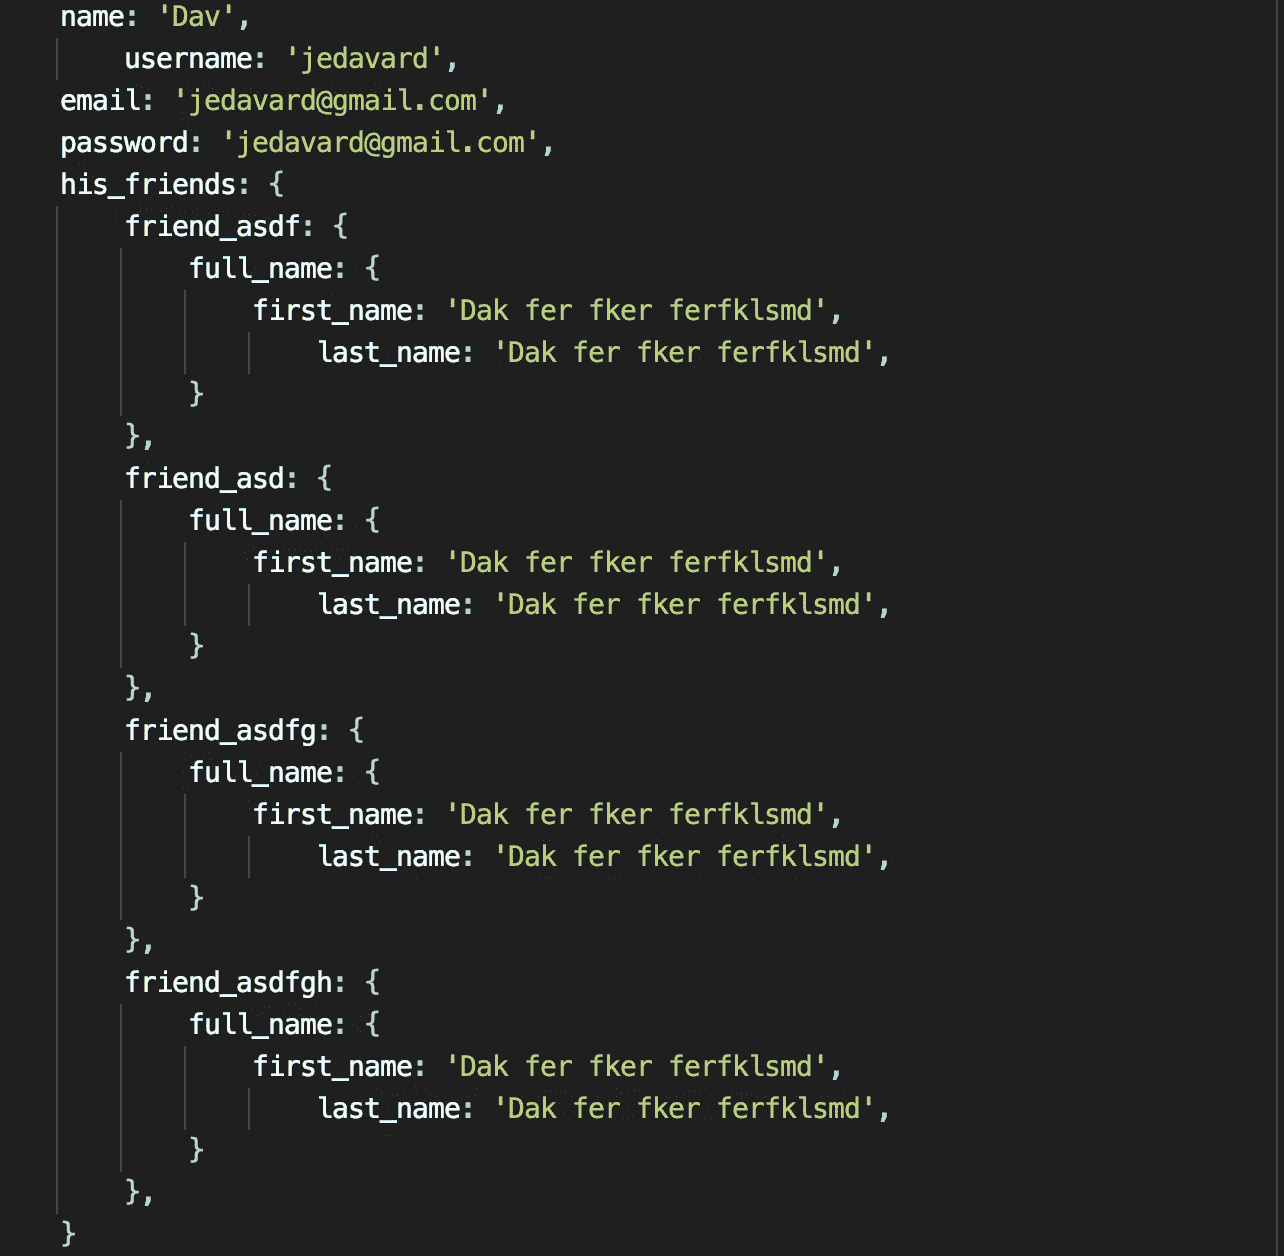 name: 'Dav',
username: 'jedavard',
email: 'jedavard@gmail.com',
password: 'jedavard@gmail.com',
his_friends: {
friend_asdf: {
full_name: {
first_name: 'Dak fer fker ferfklsmd',
last_name: 'Dak fer fker ferfklsmd',
}
},
friend_asd: {
full_name: {
first_name: 'Dak fer fker ferfklsmd',
last_name: 'Dak fer fker ferfklsmd',
}
},
friend_asdfg: {
full_name: {
first_name: 'Dak fer fker ferfklsmd',
last_name: 'Dak fer fker ferfklsmd',
}
},
friend_asdfgh: {
full_name: {
first_name: 'Dak fer fker ferfklsmd',
last_name: 'Dak fer fker ferfklsmd',
}
},
}